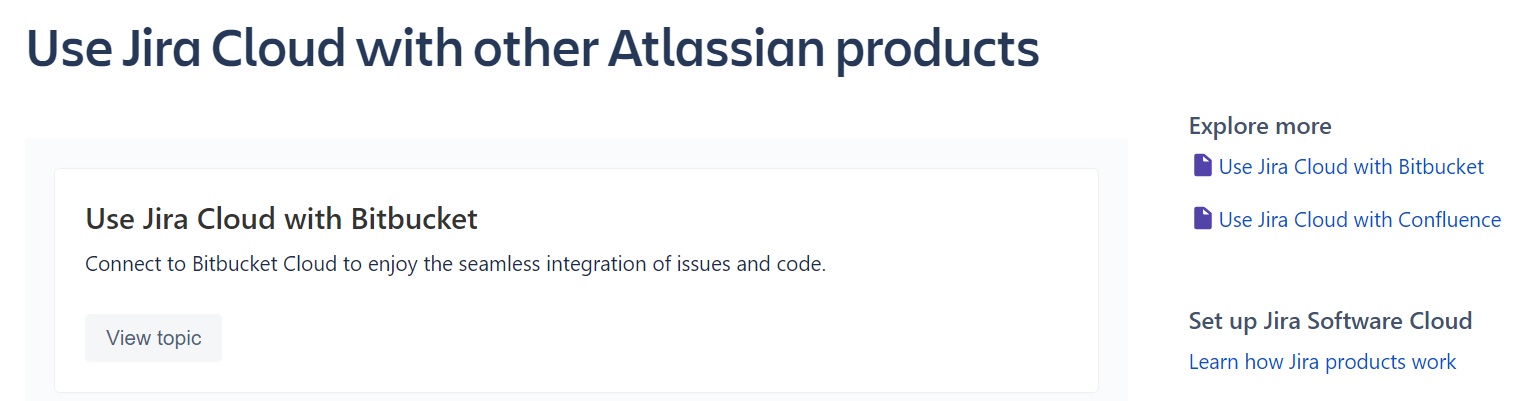 Use Jira Cloud with other Atlassian products
Use Jira Cloud with Bitbucket
Connect to Bitbucket Cloud to enjoy the seamless integration of issues and code.
View topic
Explore more
Use Jira Cloud with Bitbucket
Use Jira Cloud with Confluence
Set up Jira Software Cloud
Learn how Jira products work